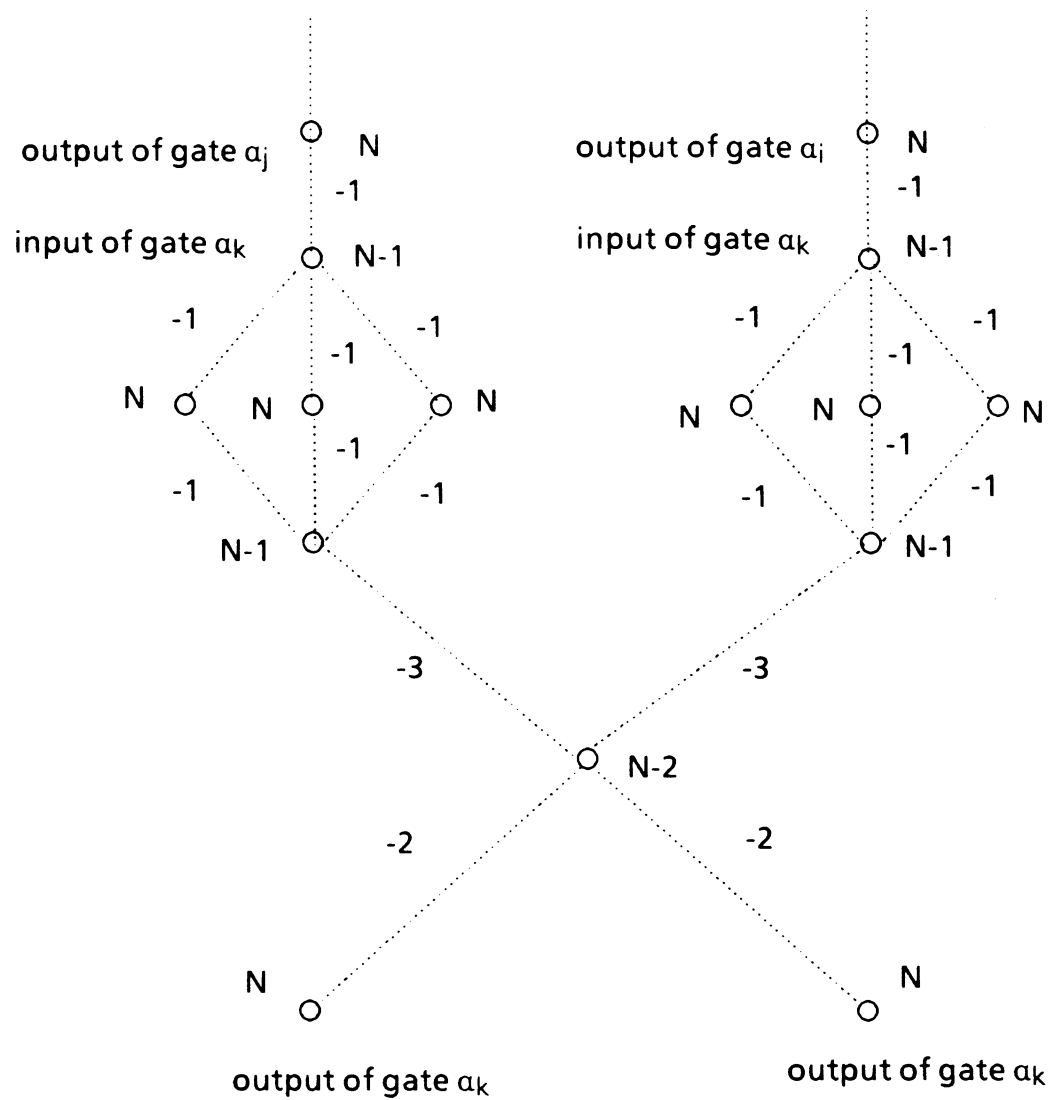 output of gate αj N
output of gate αi N
-1
-1
input of gate αk N-1
input of gate αk N-1
-1 -1
-1 -1
-1
-1
N N N
N N N
-1
-1
-1 -1
-1 -1
N-1
N-1
-3
-3
N-2
-2
-2
N
N
output of gate αk
output of gate αk